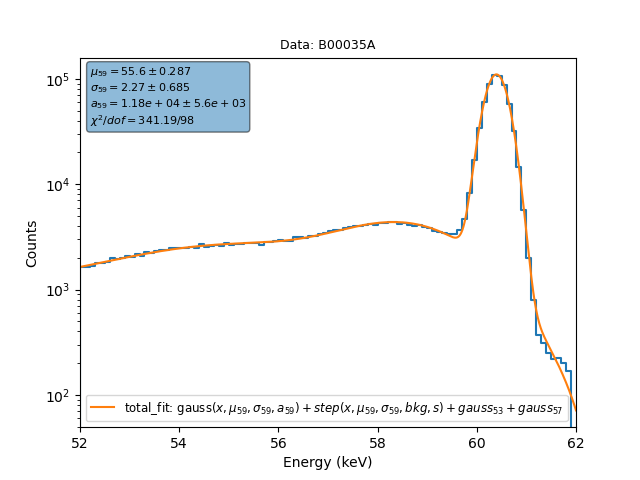 Data: B00035A
μ59 = 55.6 ± 0.287
σ59 = 2.27 ± 0.685
a59 = 1.18e + 04 ± 5.6e + 03
χ²/dof = 341.19/98
10⁵
10⁴
10³
10²
Counts
total_fit: gauss(x, μ59, σ59, a59) + step(x, μ59, σ59, bkg, s) + gauss53 + gauss57
52 54 56 58 60 62
Energy (keV)